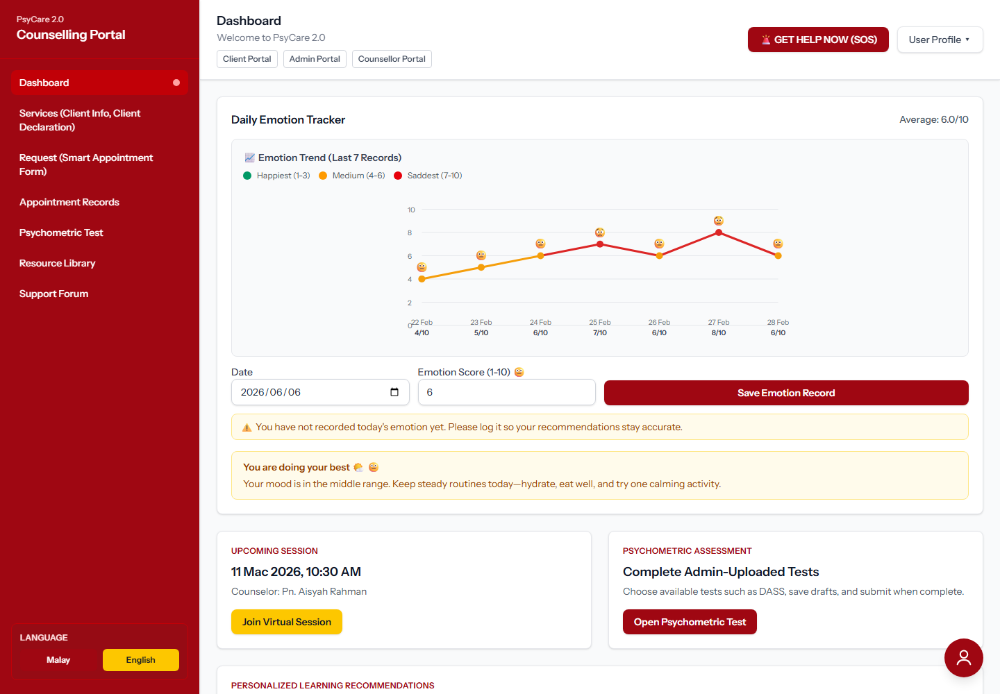 PsyCare 2.0
Counselling Portal
Dashboard
Services (Client Info, Client
Declaration)
Request (Smart Appointment
Form)
Appointment Records
Psychometric Test
Resource Library
Support Forum
LANGUAGE
Malay
English
Dashboard
Welcome to PsyCare 2.0
Client Portal
Admin Portal
Counsellor Portal
🚨 GET HELP NOW (SOS)
User Profile ▾
Daily Emotion Tracker
Average: 6.0/10
📈 Emotion Trend (Last 7 Records)
Happiest (1-3)
Medium (4-6)
Saddest (7-10)
10
8
6
4
2
0
22 Feb
23 Feb
24 Feb
25 Feb
26 Feb
27 Feb
28 Feb
4/10
5/10
6/10
7/10
6/10
8/10
6/10
Date
Emotion Score (1-10)
2026/06/06
6
Save Emotion Record
⚠️ You have not recorded today's emotion yet. Please log it so your recommendations stay accurate.
You are doing your best
Your mood is in the middle range. Keep steady routines today—hydrate, eat well, and try one calming activity.
UPCOMING SESSION
11 Mac 2026, 10:30 AM
Counselor: Pn. Aisyah Rahman
Join Virtual Session
PSYCHOMETRIC ASSESSMENT
Complete Admin-Uploaded Tests
Choose available tests such as DASS, save drafts, and submit when complete.
Open Psychometric Test
PERSONALIZED LEARNING RECOMMENDATIONS